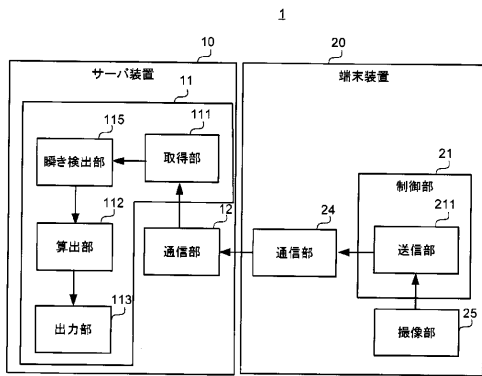 1
10
サーバ装置
20
端末装置
11
115
瞬き検出部
111
取得部
21
制御部
112
算出部
12
通信部
24
通信部
211
送信部
113
出力部
撮像部
25